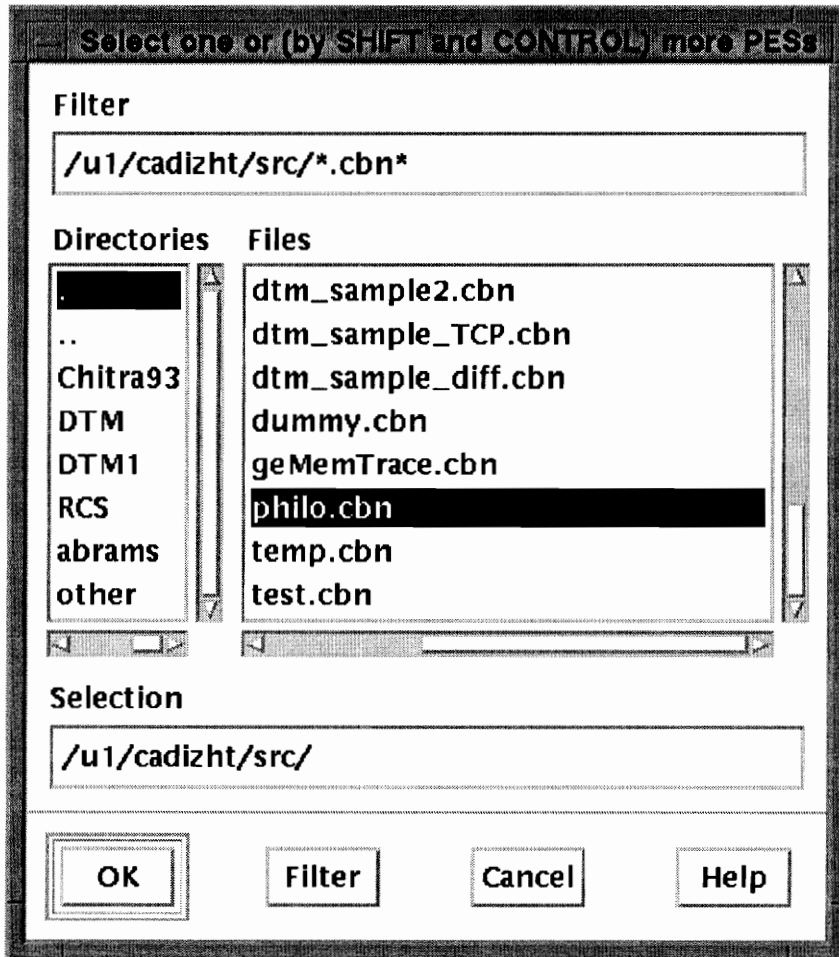 Select one or (by SHIFT and CONTROL) more PESs
Filter
/u1/cadizht/src/*.cbn*
Directories Files
.
..
Chitra93
DTM
DTM1
RCS
abrams
other
dtm_sample2.cbn
dtm_sample_TCP.cbn
dtm_sample_diff.cbn
dummy.cbn
geMemTrace.cbn
philo.cbn
temp.cbn
test.cbn
Selection
/u1/cadizht/src/
OK Filter Cancel Help